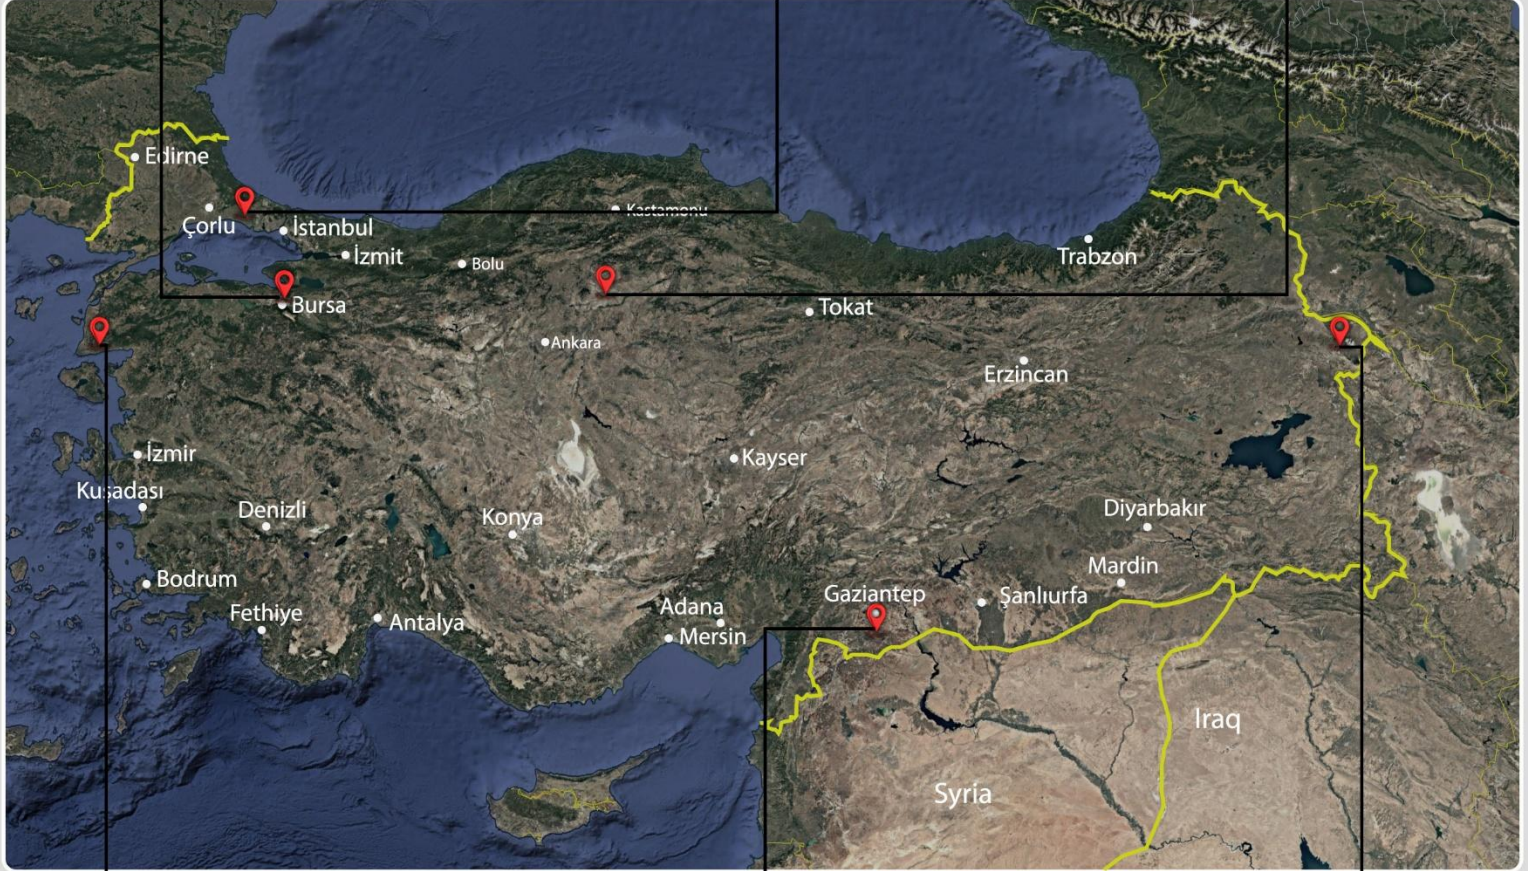 Edirne
Çorlu
İstanbul
Kastamonu
İzmit
Bolu
Trabzon
Bursa
Tokat
Ankara
Erzincan
İzmir
Kayser
Kuşadası
Denizli
Konya
Diyarbakır
Mardin
Bodrum
Gaziantep
Şanlıurfa
Fethiye
Antalya
Adana
Mersin
Iraq
Syria